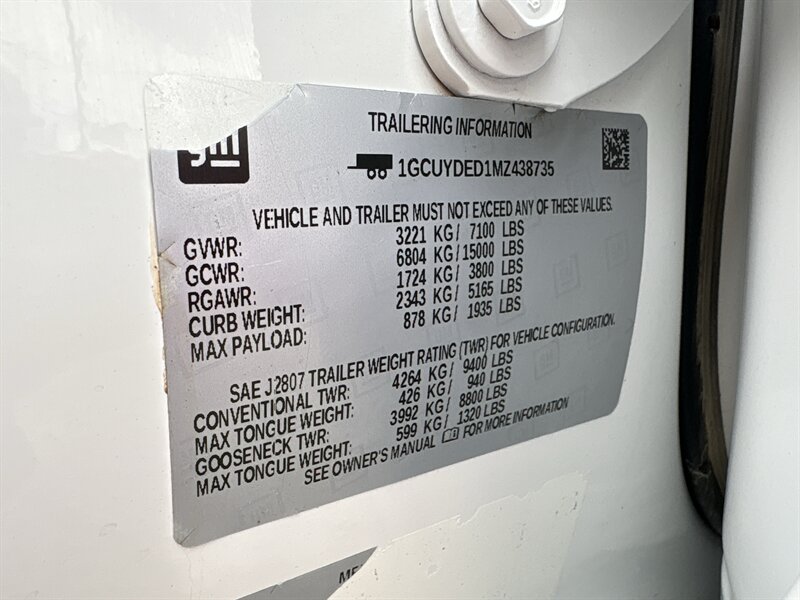 gm
TRAILERING INFORMATION
1GCUYDED1MZ438735
VEHICLE AND TRAILER MUST NOT EXCEED ANY OF THESE VALUES.
GVWR: 3221 KG/ 7100 LBS
GCWR: 6804 KG/15000 LBS
RGAWR: 1724 KG/ 3800 LBS
CURB WEIGHT: 2343 KG/ 5165 LBS
MAX PAYLOAD: 878 KG/ 1935 LBS
SAE J2807 TRAILER WEIGHT RATING (TWR) FOR VEHICLE CONFIGURATION.
CONVENTIONAL TWR: 4264 KG/ 9400 LBS
MAX TONGUE WEIGHT: 426 KG/ 940 LBS
GOOSENECK TWR: 3992 KG/ 8800 LBS
MAX TONGUE WEIGHT: 599 KG/ 1320 LBS
SEE OWNER'S MANUAL FOR MORE INFORMATION